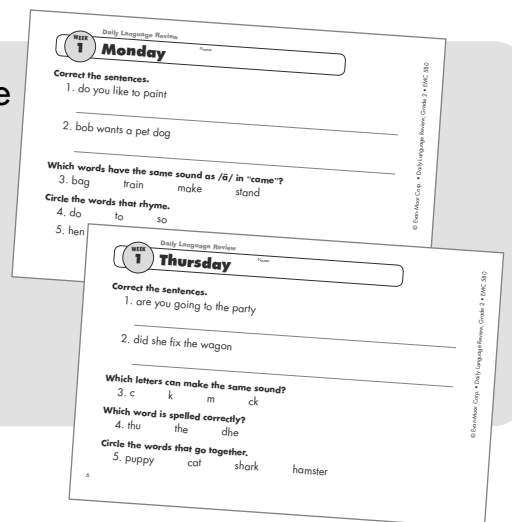 e
Daily Language Review
WEEK
1
Monday
Name
Correct the sentences.
1. do you like to paint
2. bob wants a pet dog
Which words have the same sound as /ā/ in "came"?
3. bag train make stand
Circle the words that rhyme.
4. do to so
5. hen
© Evan-Moor Corp. • Daily Language Review, Grade 2 • EMC 580
Daily Language Review
WEEK
1
Thursday
Name
Correct the sentences.
1. are you going to the party
2. did she fix the wagon
Which letters can make the same sound?
3. c k m ck
Which word is spelled correctly?
4. thu the dhe
Circle the words that go together.
5. puppy cat shark hamster
6
© Evan-Moor Corp. • Daily Language Review, Grade 2 • EMC 580